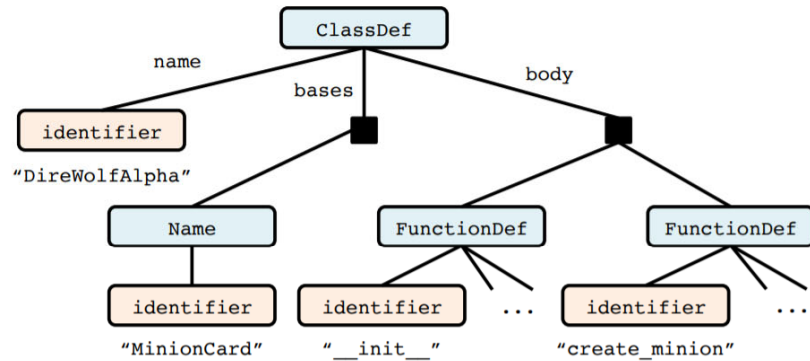 ClassDef
name
bases
body
identifier
“DireWolfAlpha”
Name
FunctionDef
FunctionDef
identifier
identifier
...
identifier
...
“MinionCard”
“__init__”
“create_minion”